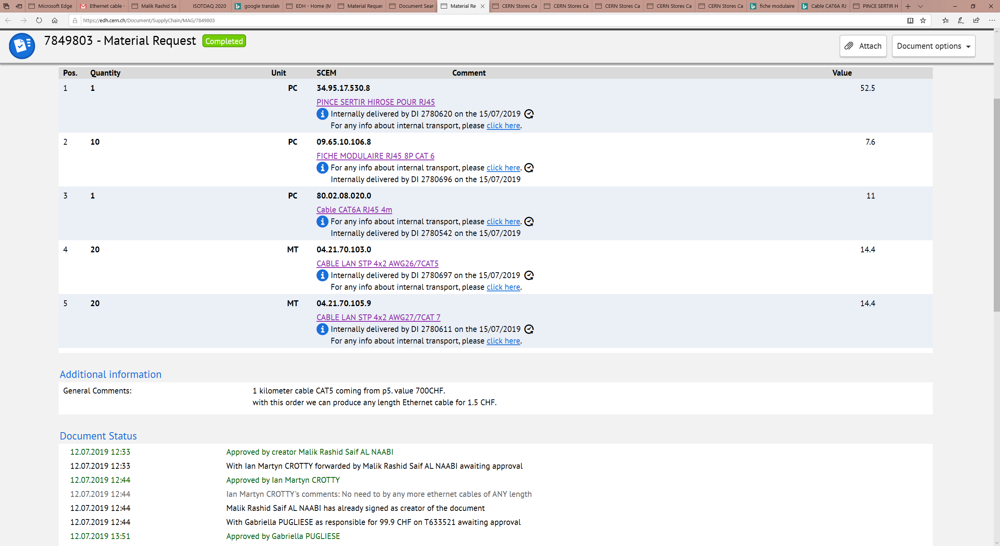 Microsoft Edge
Ethernet cable -
Malik Rashid Sa
ISOTDAQ 2020
google translate
EDH - Home (M
Material Reques
Document Sear
Material Re
CERN Stores Ca
CERN Stores Ca
CERN Stores Ca
CERN Stores Ca
CERN Stores Ca
fiche modulaire
Cable CAT6A RJ
PINCE SERTIR H
https://edh.cern.ch/Document/SupplyChain/MAG/7849803
7849803 - Material Request Completed
Attach
Document options
Pos. Quantity Unit SCEM Comment Value
1 1 PC 34.95.17.530.8 52.5
PINCE SERTIR HIROSE POUR RJ45
Internally delivered by DI 2780620 on the 15/07/2019
For any info about internal transport, please click here.
2 10 PC 09.65.10.106.8 7.6
FICHE MODULAIRE RJ45 8P CAT 6
For any info about internal transport, please click here.
Internally delivered by DI 2780696 on the 15/07/2019
3 1 PC 80.02.08.020.0 11
Cable CAT6A RJ45 4m
For any info about internal transport, please click here.
Internally delivered by DI 2780542 on the 15/07/2019
4 20 MT 04.21.70.103.0 14.4
CABLE LAN STP 4x2 AWG26/7CAT5
Internally delivered by DI 2780697 on the 15/07/2019
For any info about internal transport, please click here.
5 20 MT 04.21.70.105.9 14.4
CABLE LAN STP 4x2 AWG27/7CAT 7
Internally delivered by DI 2780611 on the 15/07/2019
For any info about internal transport, please click here.
Additional information
General Comments: 1 kilometer cable CAT5 coming from p5. value 700CHF.
with this order we can produce any length Ethernet cable for 1.5 CHF.
Document Status
12.07.2019 12:33 Approved by creator Malik Rashid Saif AL NAABI
12.07.2019 12:33 With Ian Martyn CROTTY forwarded by Malik Rashid Saif AL NAABI awaiting approval
12.07.2019 12:44 Approved by Ian Martyn CROTTY
12.07.2019 12:44 Ian Martyn CROTTY's comments: No need to by any more ethernet cables of ANY length
12.07.2019 12:44 Malik Rashid Saif AL NAABI has already signed as creator of the document
12.07.2019 12:44 With Gabriella PUGLIESE as responsible for 99.9 CHF on T633521 awaiting approval
12.07.2019 13:51 Approved by Gabriella PUGLIESE